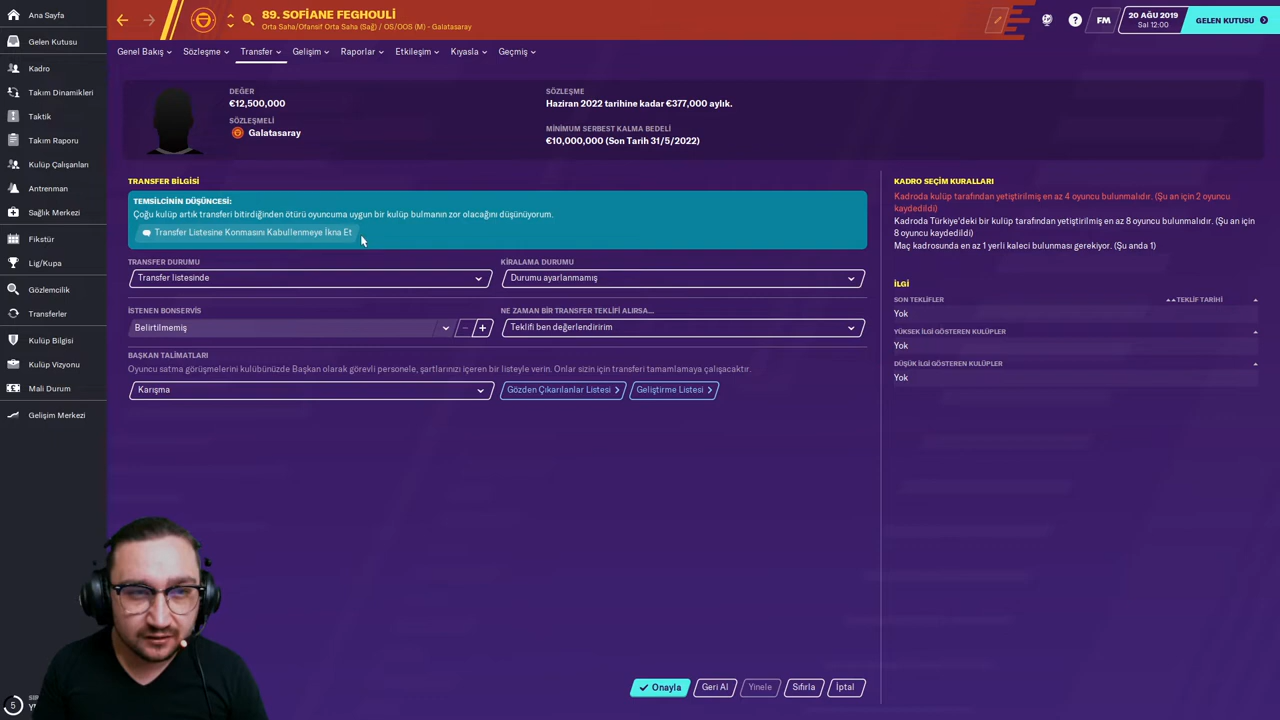 89. SOFİANE FEGHOULİ
Orta Saha/Ofansif Orta Saha (Sağ) / OS/OOS (M) - Galatasaray
FM
20 AĞU 2019
Sal 12:00
GELEN KUTUSU
Gelen Kutusu
Ana Sayfa
Kadro
Takım Dinamikleri
Taktik
Takım Raporu
Kulüp Çalışanları
Antrenman
Sağlık Merkezi
Fikstür
Lig/Kupa
Gözlemcilik
Transferler
Kulüp Bilgisi
Kulüp Vizyonu
Mali Durum
Gelişim Merkezi
5
Genel Bakış
Sözleşme
Transfer
Gelişim
Raporlar
Etkileşim
Kıyasla
Geçmiş
DEĞER
€12,500,000
SÖZLEŞMELİ
Galatasaray
SÖZLEŞME
Haziran 2022 tarihine kadar €377,000 aylık.
MİNİMUM SERBEST KALMA BEDELİ
€10,000,000 (Son Tarih 31/5/2022)
TRANSFER BİLGİSİ
TEMSİLCİNİN DÜŞÜNCESİ:
Çoğu kulüp artık transferi bitirdiğinden ötürü oyuncuma uygun bir kulüp bulmanın zor olacağını düşünüyorum.
Transfer Listesine Konmasını Kabullenmeye İkna Et
TRANSFER DURUMU
Transfer listesinde
KİRALAMA DURUMU
Durumu ayarlanmamış
İSTENEN BONSERVİS
Belirtilmemiş
NE ZAMAN BİR TRANSFER TEKLİFİ ALIRSA...
Teklifi ben değerlendiririm
BAŞKAN TALİMATLARI
Oyuncu satma görüşmelerini kulübünüzde Başkan olarak görevli personele, şartlarınızı içeren bir listeyle verin. Onlar sizin için transferi tamamlamaya çalışacaktır.
Karışma
Gözden Çıkarılanlar Listesi
Geliştirme Listesi
KADRO SEÇİM KURALLARI
Kadroda kulüp tarafından yetiştirilmiş en az 4 oyuncu bulunmalıdır. (Şu an için 2 oyuncu
kaydedildi)
Kadroda Türkiye'deki bir kulüp tarafından yetiştirilmiş en az 8 oyuncu bulunmalıdır. (Şu an için
8 oyuncu kaydedildi)
Maç kadrosunda en az 1 yerli kaleci bulunması gerekiyor. (Şu anda 1)
İLGİ
SON TEKLİFLER
TEKLİF TARİHİ
Yok
YÜKSEK İLGİ GÖSTEREN KULÜPLER
Yok
DÜŞÜK İLGİ GÖSTEREN KULÜPLER
Yok
Onayla
Geri Al
Yinele
Sıfırla
İptal